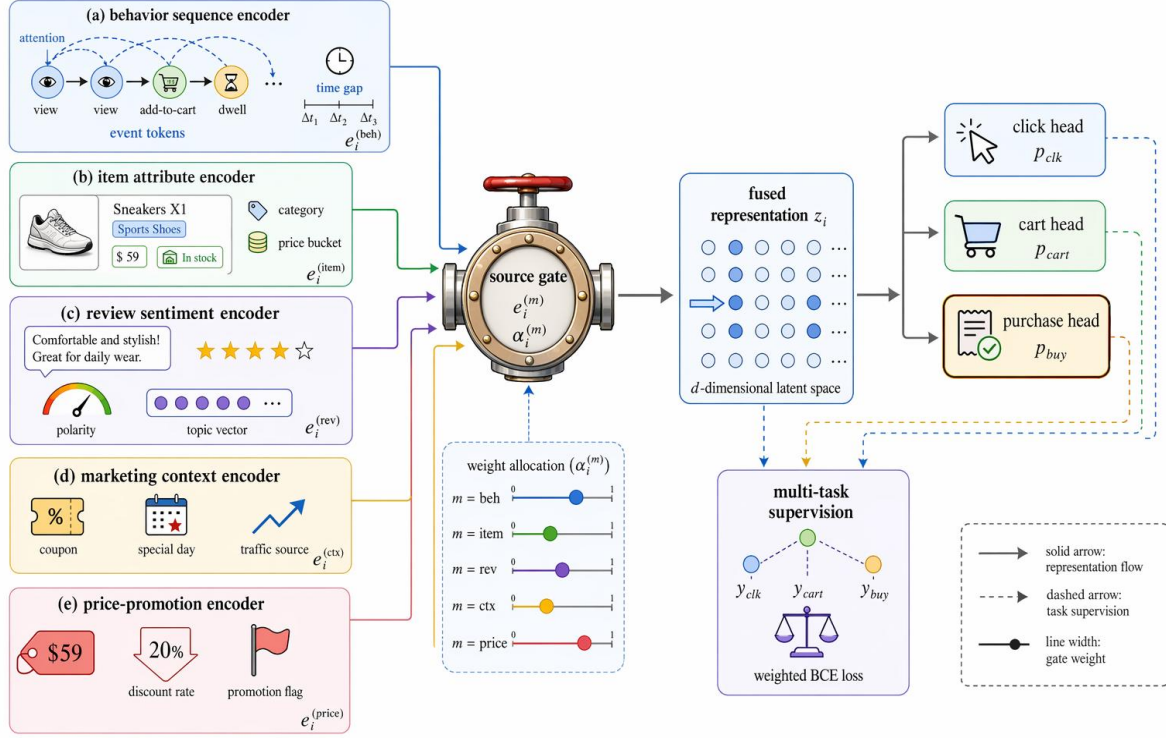 (a) behavior sequence encoder
attention
view
view
add-to-cart
dwell
...
event tokens
time gap
Δt₁ Δt₂ Δt₃
e_i^(beh)
(b) item attribute encoder
Sneakers X1
Sports Shoes
$ 59
In stock
category
price bucket
e_i^(item)
(c) review sentiment encoder
Comfortable and stylish!
Great for daily wear.
polarity
...
topic vector
e_i^(rev)
(d) marketing context encoder
%
coupon
special day
traffic source
e_i^(ctx)
(e) price-promotion encoder
$59
20%
discount rate
promotion flag
e_i^(price)
source gate
e_i^(m)
α_i^(m)
weight allocation (α_i^(m))
m = beh 0 1
m = item 0 1
m = rev 0 1
m = ctx 0 1
m = price 0 1
fused
representation z_i
...
...
...
...
...
d-dimensional latent space
click head
p_clk
cart head
p_cart
purchase head
p_buy
multi-task
supervision
y_clk y_cart y_buy
weighted BCE loss
solid arrow:
representation flow
dashed arrow:
task supervision
line width:
gate weight